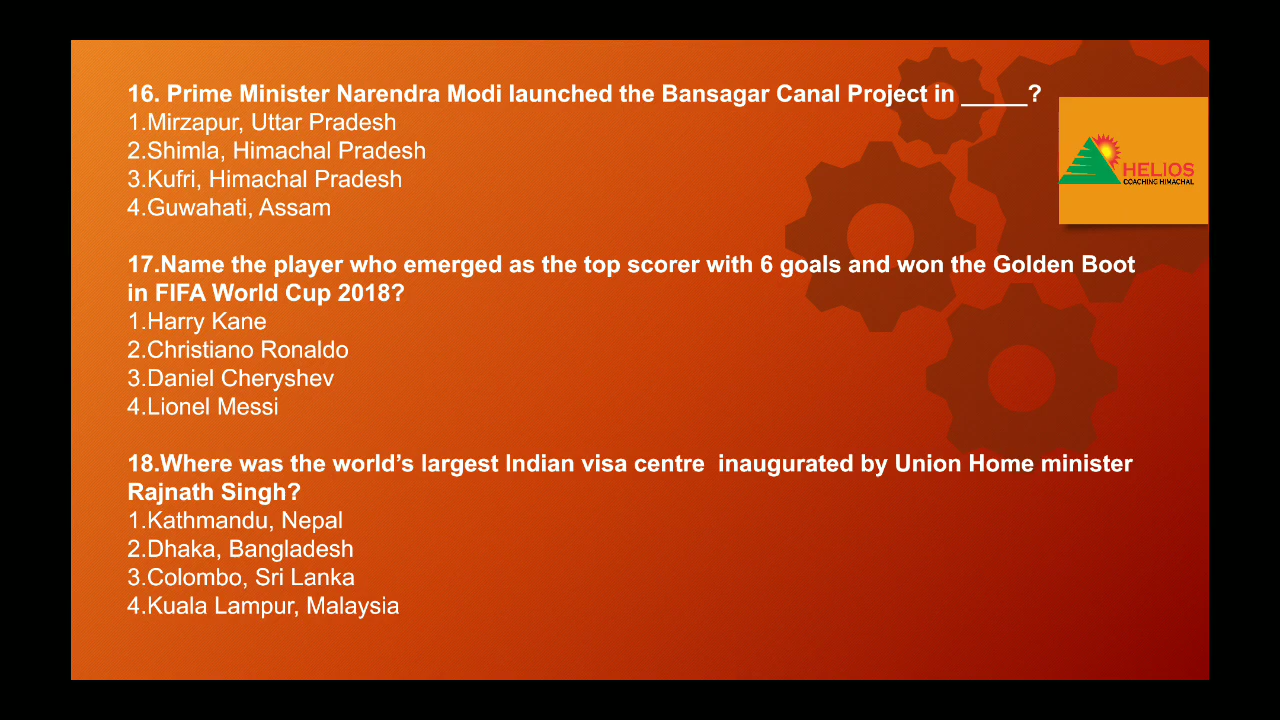 16. Prime Minister Narendra Modi launched the Bansagar Canal Project in _____?
1.Mirzapur, Uttar Pradesh
2.Shimla, Himachal Pradesh
3.Kufri, Himachal Pradesh
4.Guwahati, Assam
HELIOS
COACHING HIMACHAL
17.Name the player who emerged as the top scorer with 6 goals and won the Golden Boot
in FIFA World Cup 2018?
1.Harry Kane
2.Christiano Ronaldo
3.Daniel Cheryshev
4.Lionel Messi
18.Where was the world’s largest Indian visa centre  inaugurated by Union Home minister
Rajnath Singh?
1.Kathmandu, Nepal
2.Dhaka, Bangladesh
3.Colombo, Sri Lanka
4.Kuala Lampur, Malaysia